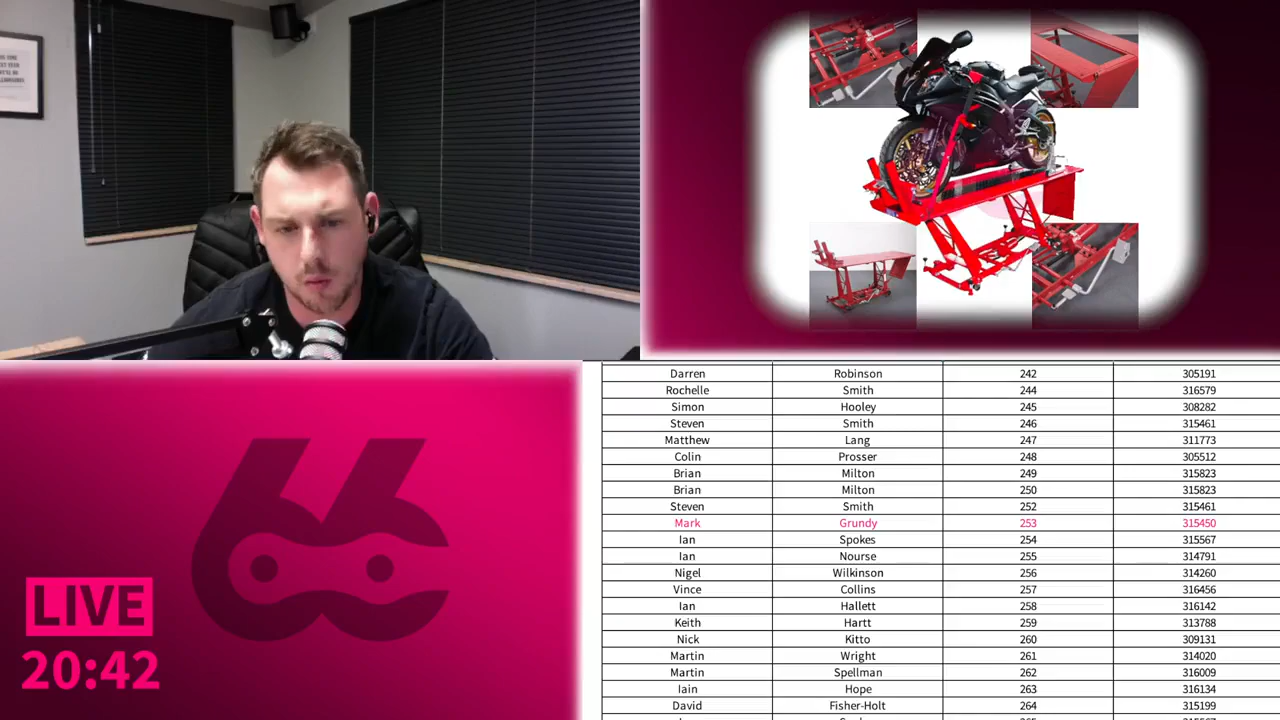 LIVE
20:42
Darren Robinson 242 305191
Rochelle Smith 244 316579
Simon Hooley 245 308282
Steven Smith 246 315461
Matthew Lang 247 311773
Colin Prosser 248 305512
Brian Milton 249 315823
Brian Milton 250 315823
Steven Smith 252 315461
Mark Grundy 253 315450
Ian Spokes 254 315567
Ian Nourse 255 314791
Nigel Wilkinson 256 314260
Vince Collins 257 316456
Ian Hallett 258 316142
Keith Hartt 259 313788
Nick Kitto 260 309131
Martin Wright 261 314020
Martin Spellman 262 316009
Iain Hope 263 316134
David Fisher-Holt 264 315199